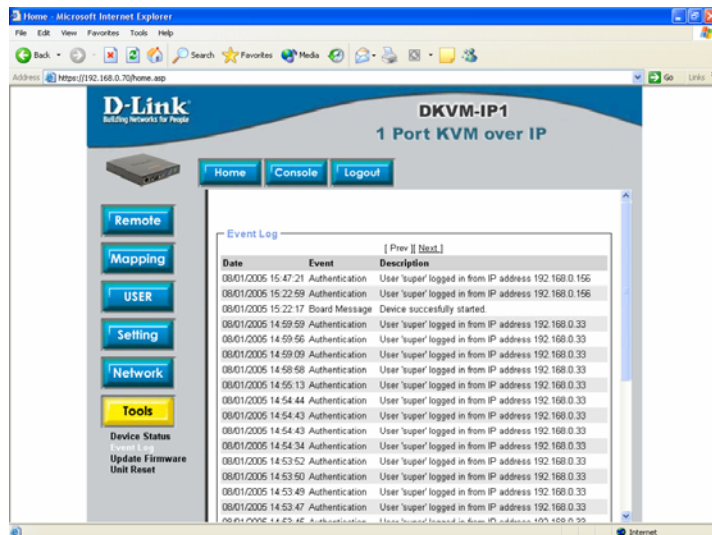 Home - Microsoft Internet Explorer
File Edit View Favorites Tools Help
Back Search Favorites Media
Address https://192.168.0.70/home.asp Go Links
D-Link
Building Networks for People
DKVM-IP1
1 Port KVM over IP
Home Console Logout
Remote
Mapping
USER
Setting
Network
Tools
Device Status
Event Log
Update Firmware
Unit Reset
Event Log
[ Prev ][ Next ]
Date Event Description
08/01/2005 15:47:21 Authentication User 'super' logged in from IP address 192.168.0.156
08/01/2005 15:22:59 Authentication User 'super' logged in from IP address 192.168.0.156
08/01/2005 15:22:17 Board Message Device succesfully started.
08/01/2005 14:59:59 Authentication User 'super' logged in from IP address 192.168.0.33
08/01/2005 14:59:56 Authentication User 'super' logged in from IP address 192.168.0.33
08/01/2005 14:59:09 Authentication User 'super' logged in from IP address 192.168.0.33
08/01/2005 14:58:58 Authentication User 'super' logged in from IP address 192.168.0.33
08/01/2005 14:55:13 Authentication User 'super' logged in from IP address 192.168.0.33
08/01/2005 14:54:44 Authentication User 'super' logged in from IP address 192.168.0.33
08/01/2005 14:54:43 Authentication User 'super' logged in from IP address 192.168.0.33
08/01/2005 14:54:43 Authentication User 'super' logged in from IP address 192.168.0.33
08/01/2005 14:54:34 Authentication User 'super' logged in from IP address 192.168.0.33
08/01/2005 14:53:52 Authentication User 'super' logged in from IP address 192.168.0.33
08/01/2005 14:53:50 Authentication User 'super' logged in from IP address 192.168.0.33
08/01/2005 14:53:49 Authentication User 'super' logged in from IP address 192.168.0.33
08/01/2005 14:53:47 Authentication User 'super' logged in from IP address 192.168.0.33
08/01/2005 14:53:45 Authentication User 'super' logged in from IP address 192.168.0.33
Internet